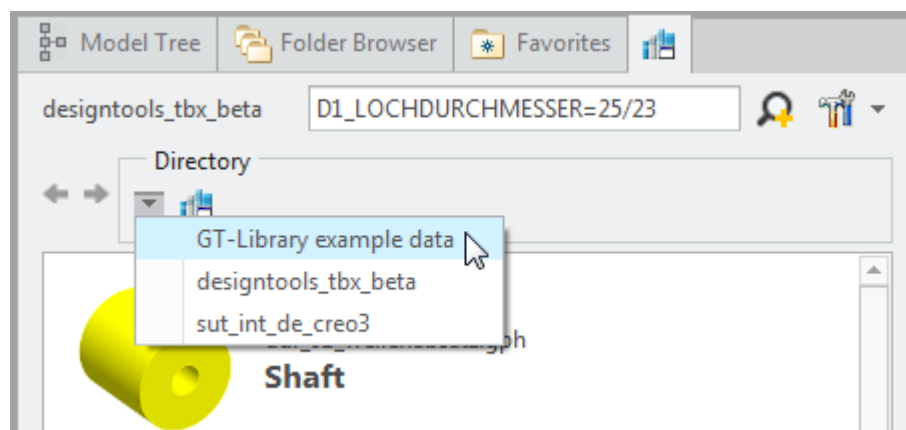 Model Tree Folder Browser Favorites
designtools_tbx_beta D1_LOCHDURCHMESSER=25/23
Directory
GT-Library example data
designtools_tbx_beta
sut_int_de_creo3
Shaft